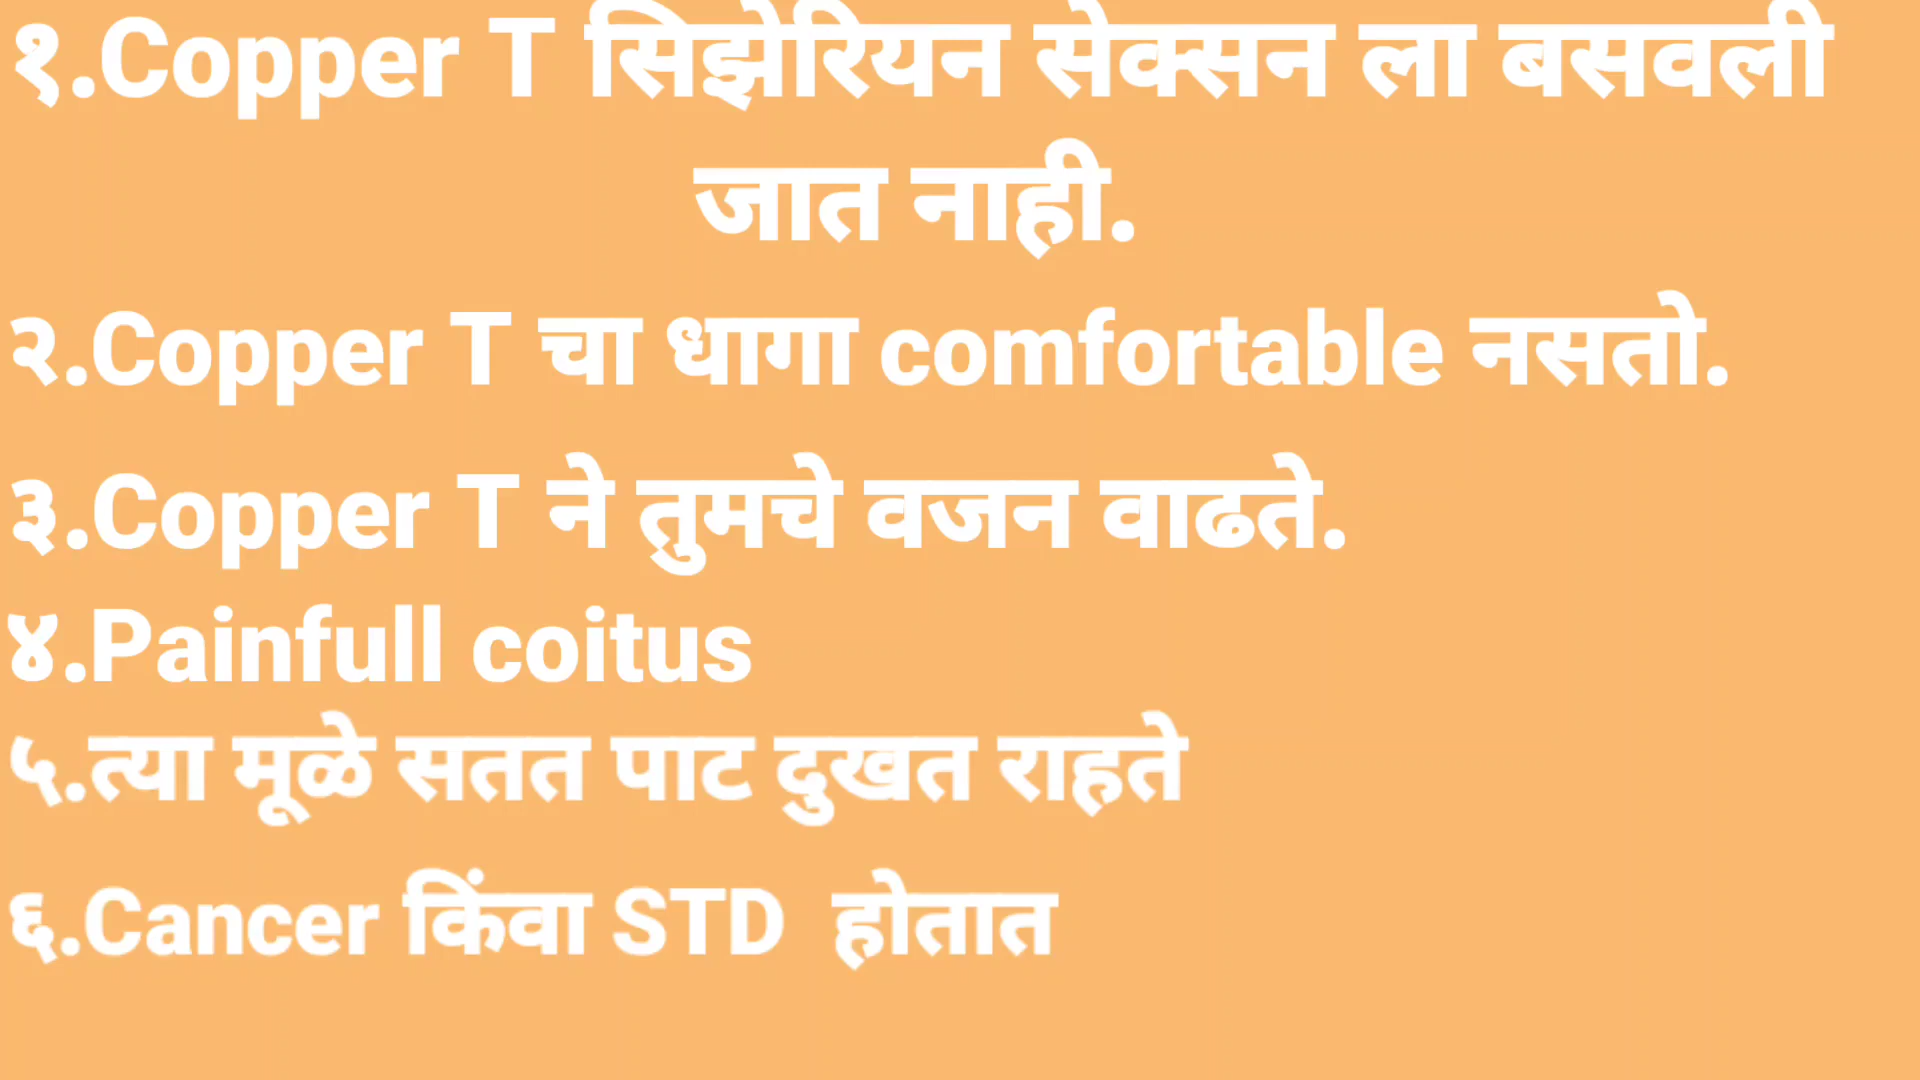 १.Copper T सिझेरियन सेक्सन ला बसवली
जात नाही.
२.Copper T चा धागा comfortable नसतो.
३.Copper T ने तुमचे वजन वाढते.
४.Painfull coitus
५.त्या मूळे सतत पाट दुखत राहते
६.Cancer किंवा STD होतात